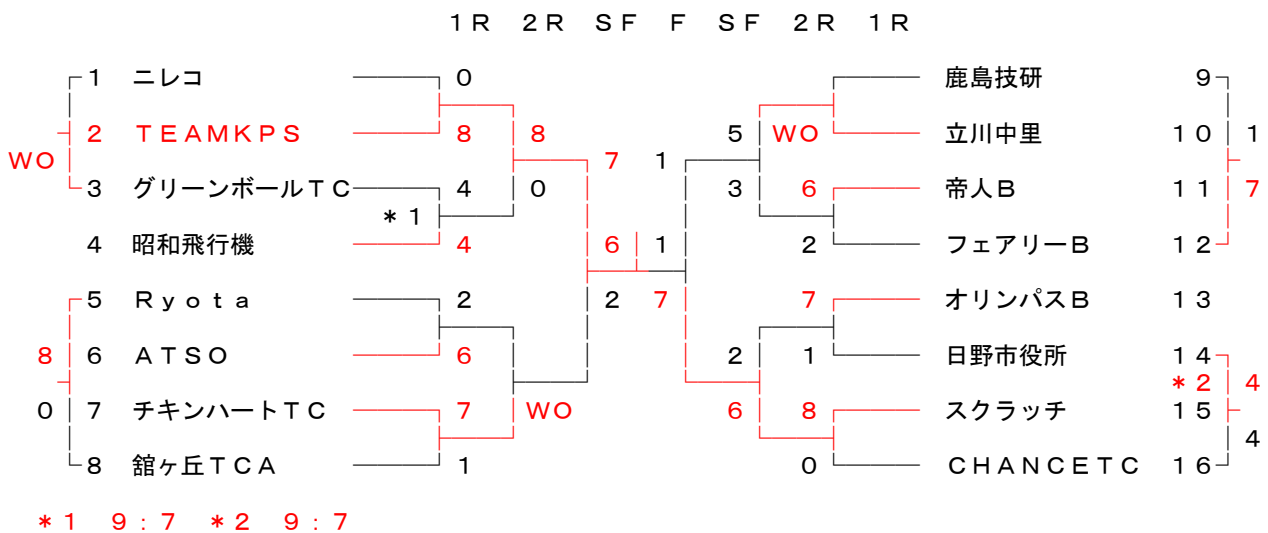 1R 2R SF F SF 2R 1R
1 ニレコ 0 鹿島技研 9
2 TEAMKPS 8 8 5 WO 立川中里 10 1
WO 7 1
3 グリーンボールTC 4 0 3 6 帝人B 11 7
*1
4 昭和飛行機 4 6 1 2 フェアリーB 12
5 Ryota 2 2 7 7 オリンパスB 13
8 6 ATSO 6 2 1 日野市役所 14
*2 4
0 7 チキンハートTC 7 WO 6 8 スクラッチ 15
4
8 舘ヶ丘TCA 1 0 CHANCETC 16
*1 9:7 *2 9:7